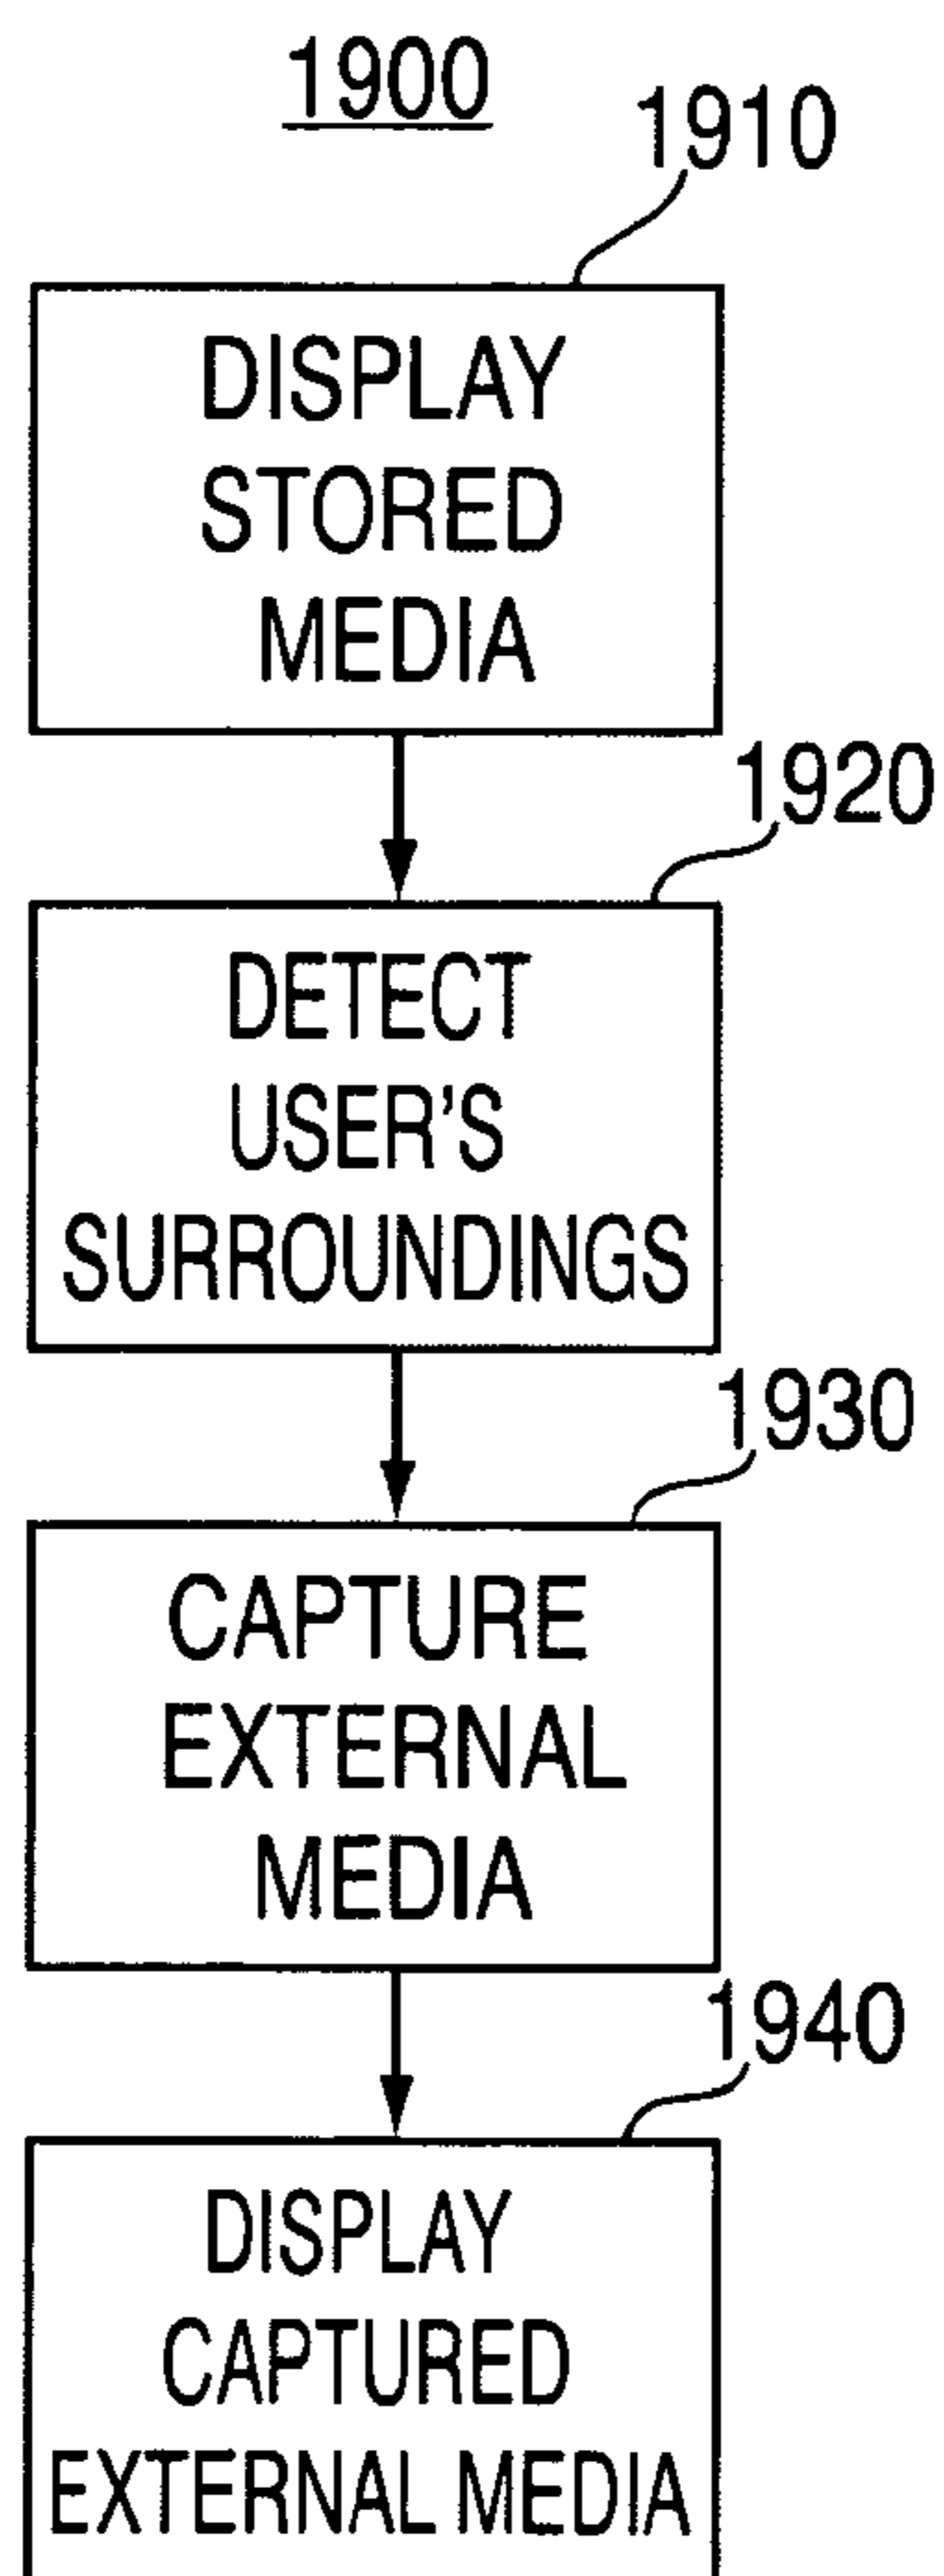 1900
1910
DISPLAY
STORED
MEDIA
1920
DETECT
USER'S
SURROUNDINGS
1930
CAPTURE
EXTERNAL
MEDIA
1940
DISPLAY
CAPTURED
EXTERNAL MEDIA